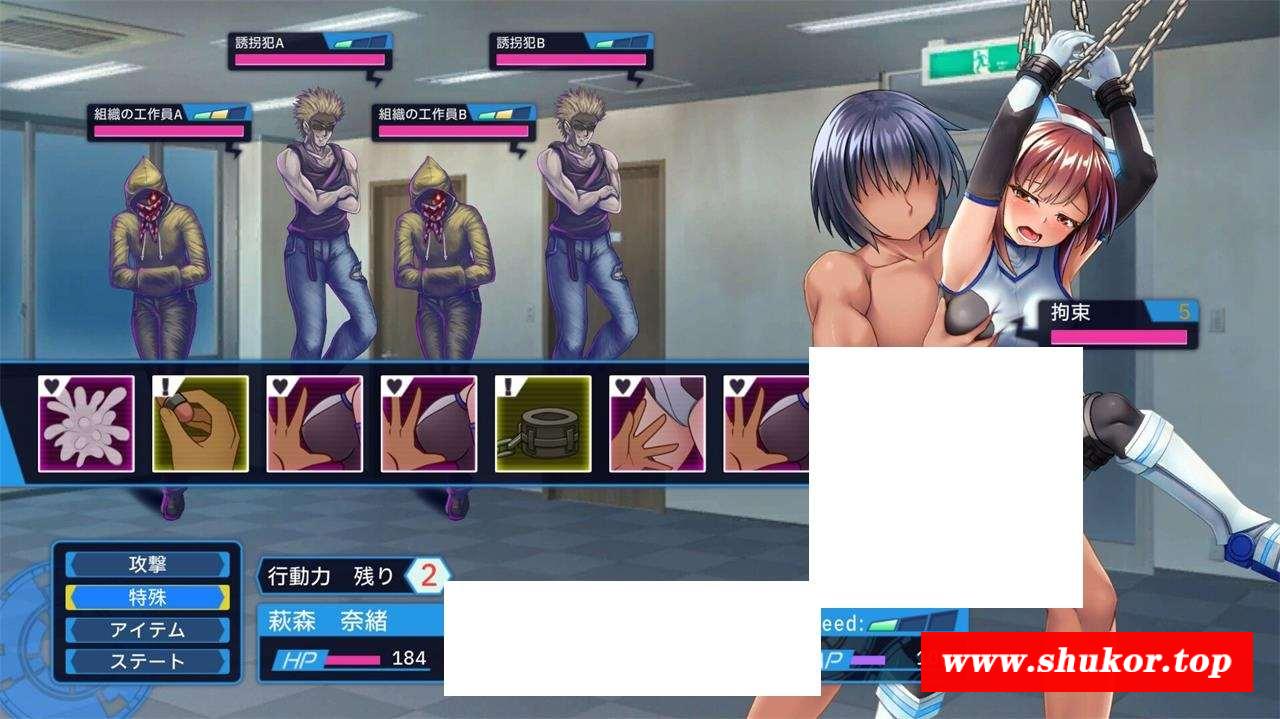 誘拐犯A
誘拐犯B
組織の工作員A
組織の工作員B
拘束 5
攻撃
特殊
アイテム
ステート
行動力 残り 2
萩森 奈緒
HP 184
eed:
www.shukor.top